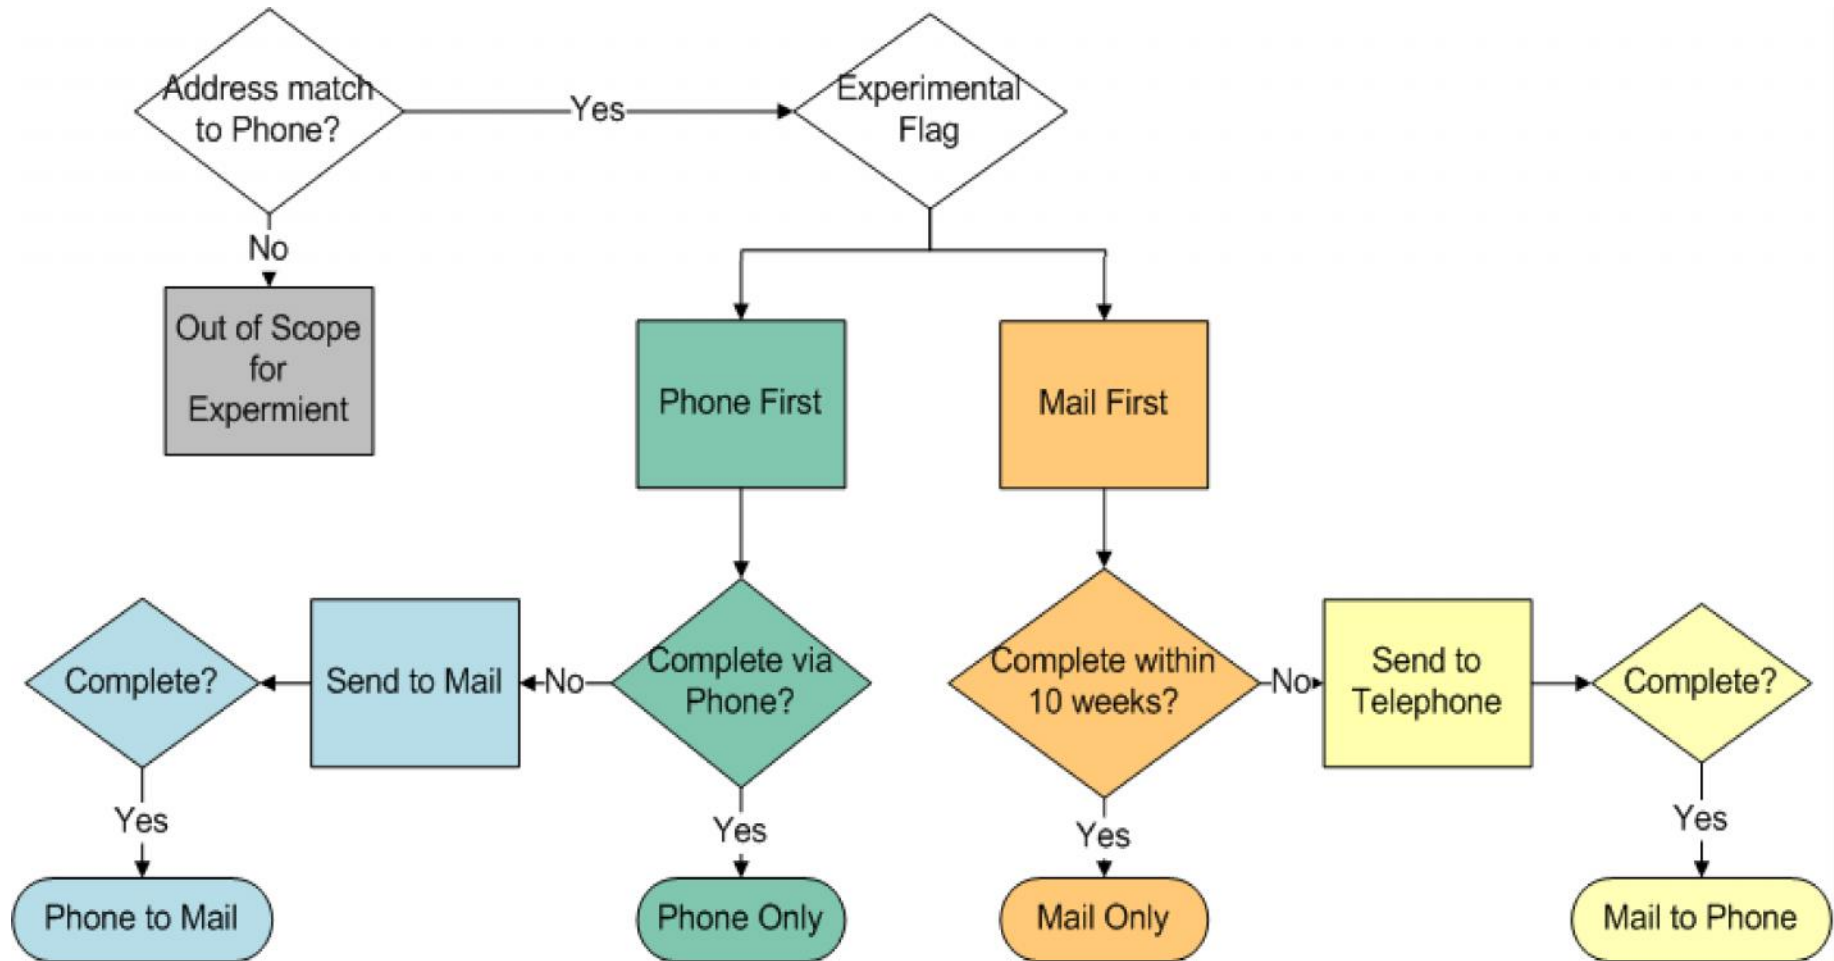 Address match
to Phone?
Yes
Experimental
Flag
No
Out of Scope
for
Expermient
Phone First
Mail First
Complete?
Send to Mail
No
Complete via
Phone?
Complete within
10 weeks?
No
Send to
Telephone
Complete?
Yes
Yes
Yes
Yes
Phone to Mail
Phone Only
Mail Only
Mail to Phone